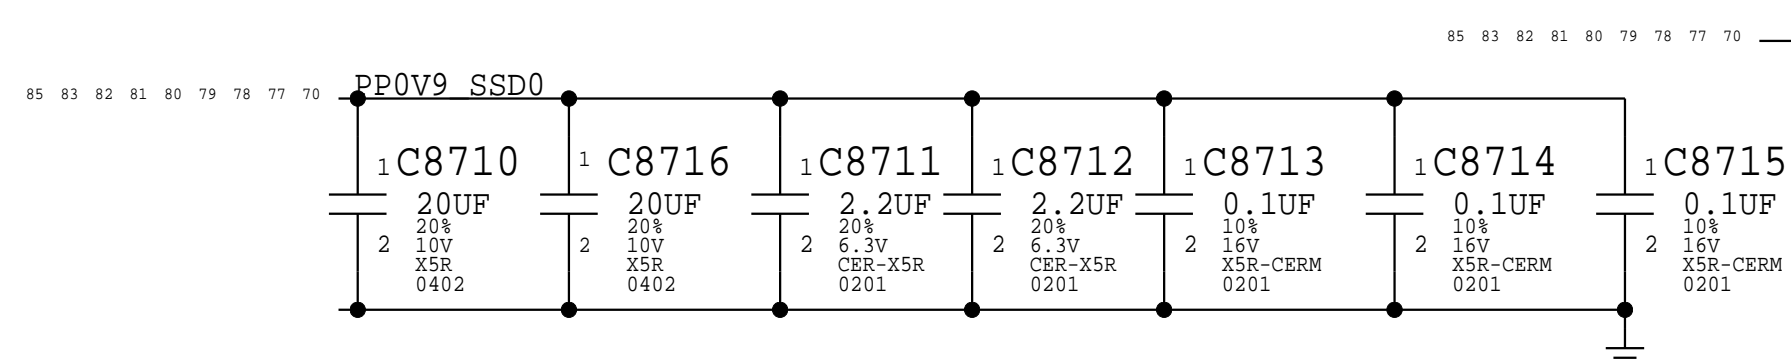 85 83 82 81 80 79 78 77 70
85 83 82 81 80 79 78 77 70 PP0V9_SSD0
1 C8710
20UF
20%
2 10V
X5R
0402
1 C8716
20UF
20%
2 10V
X5R
0402
1 C8711
2.2UF
20%
2 6.3V
CER-X5R
0201
1 C8712
2.2UF
20%
2 6.3V
CER-X5R
0201
1 C8713
0.1UF
10%
2 16V
X5R-CERM
0201
1 C8714
0.1UF
10%
2 16V
X5R-CERM
0201
1 C8715
0.1UF
10%
2 16V
X5R-CERM
0201